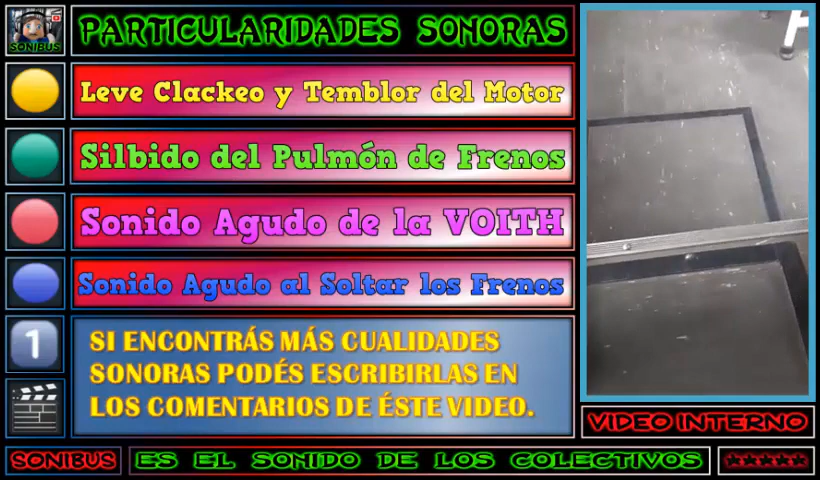 SONIBUS
PARTICULARIDADES SONORAS
Leve Clackeo y Temblor del Motor
Silbido del Pulmón de Frenos
Sonido Agudo de la VOITH
Sonido Agudo al Soltar los Frenos
1
SI ENCONTRÁS MÁS CUALIDADES
SONORAS PODÉS ESCRIBIRLAS EN
LOS COMENTARIOS DE ÉSTE VIDEO.
VIDEO INTERNO
SONIBUS
ES EL SONIDO DE LOS COLECTIVOS
★★★★★